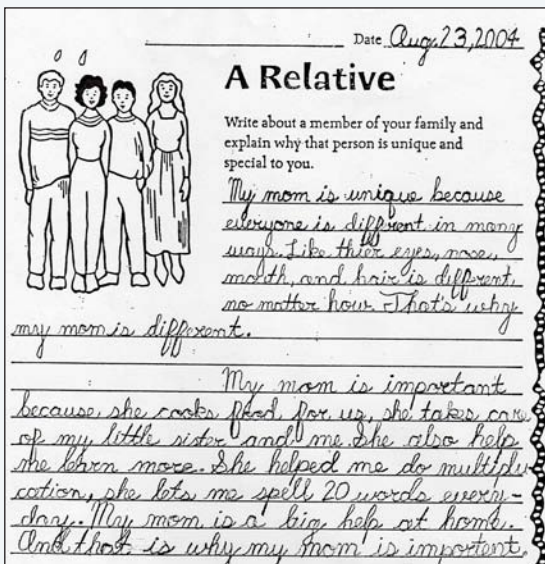 Date Aug. 23, 2004
A Relative
Write about a member of your family and
explain why that person is unique and
special to you.
My mom is unique because
everyone is different in many
ways. Like thier eyes, nose,
mouth, and hair is different,
no matter how. That's why
my mom is different.
My mom is important
because, she cooks food for us, she takes care
of my little sister and me. She also help
me learn more. She helped me do multipli-
cation, she lets me spell 20 words every-
day. My mom is a big help at home.
And that is why my mom is importent.